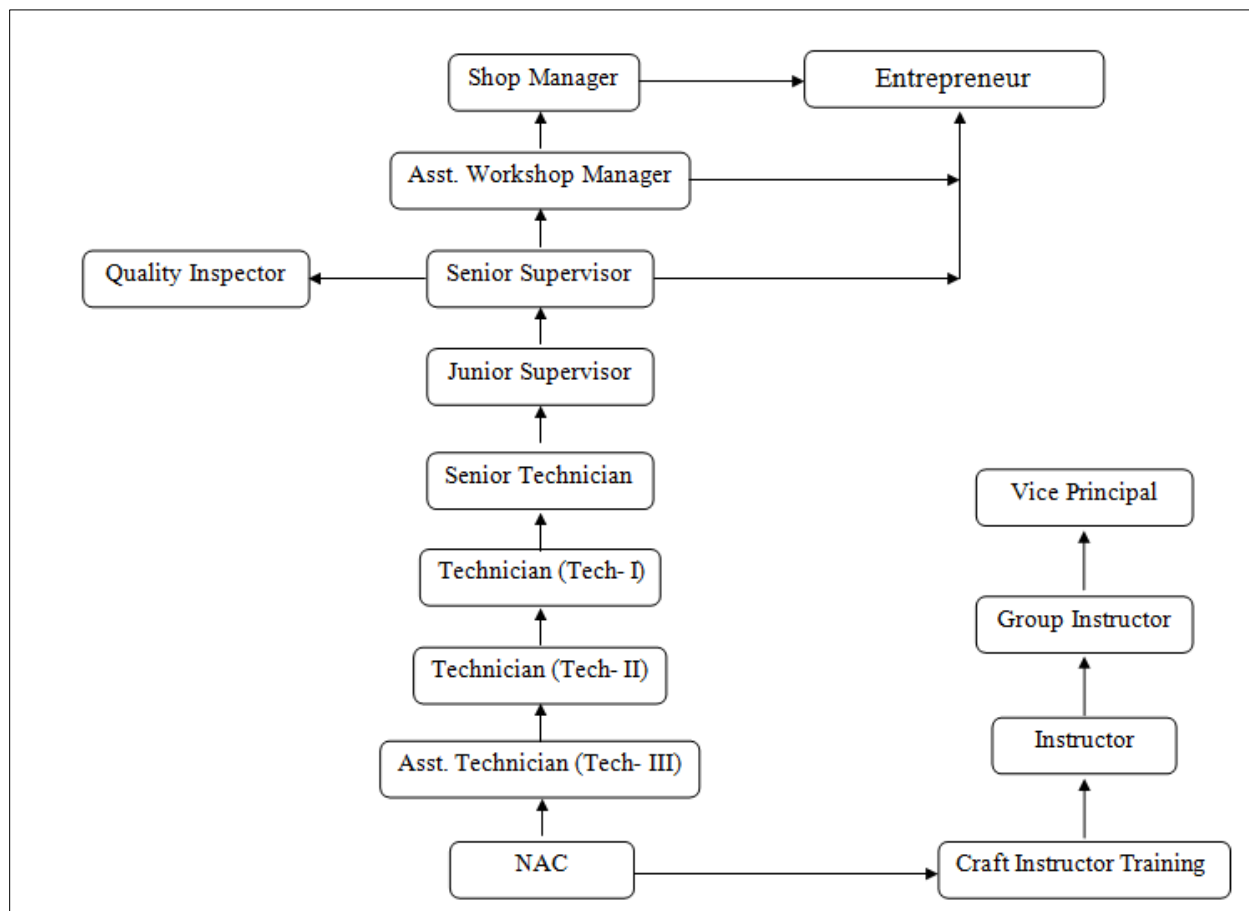 Shop Manager
Entrepreneur
Asst. Workshop Manager
Quality Inspector
Senior Supervisor
Junior Supervisor
Senior Technician
Vice Principal
Technician (Tech- I)
Group Instructor
Technician (Tech- II)
Instructor
Asst. Technician (Tech- III)
NAC
Craft Instructor Training